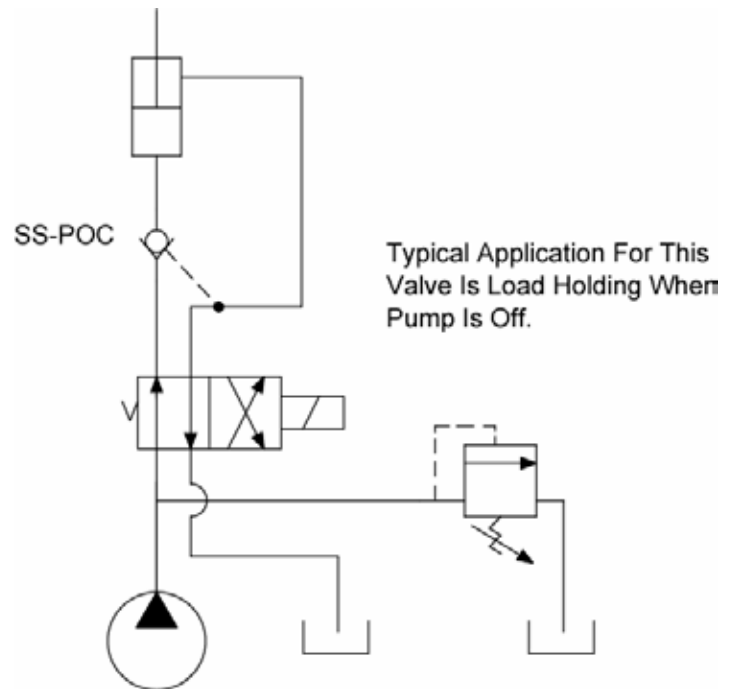 SS-POC
Typical Application For This
Valve Is Load Holding When
Pump Is Off.